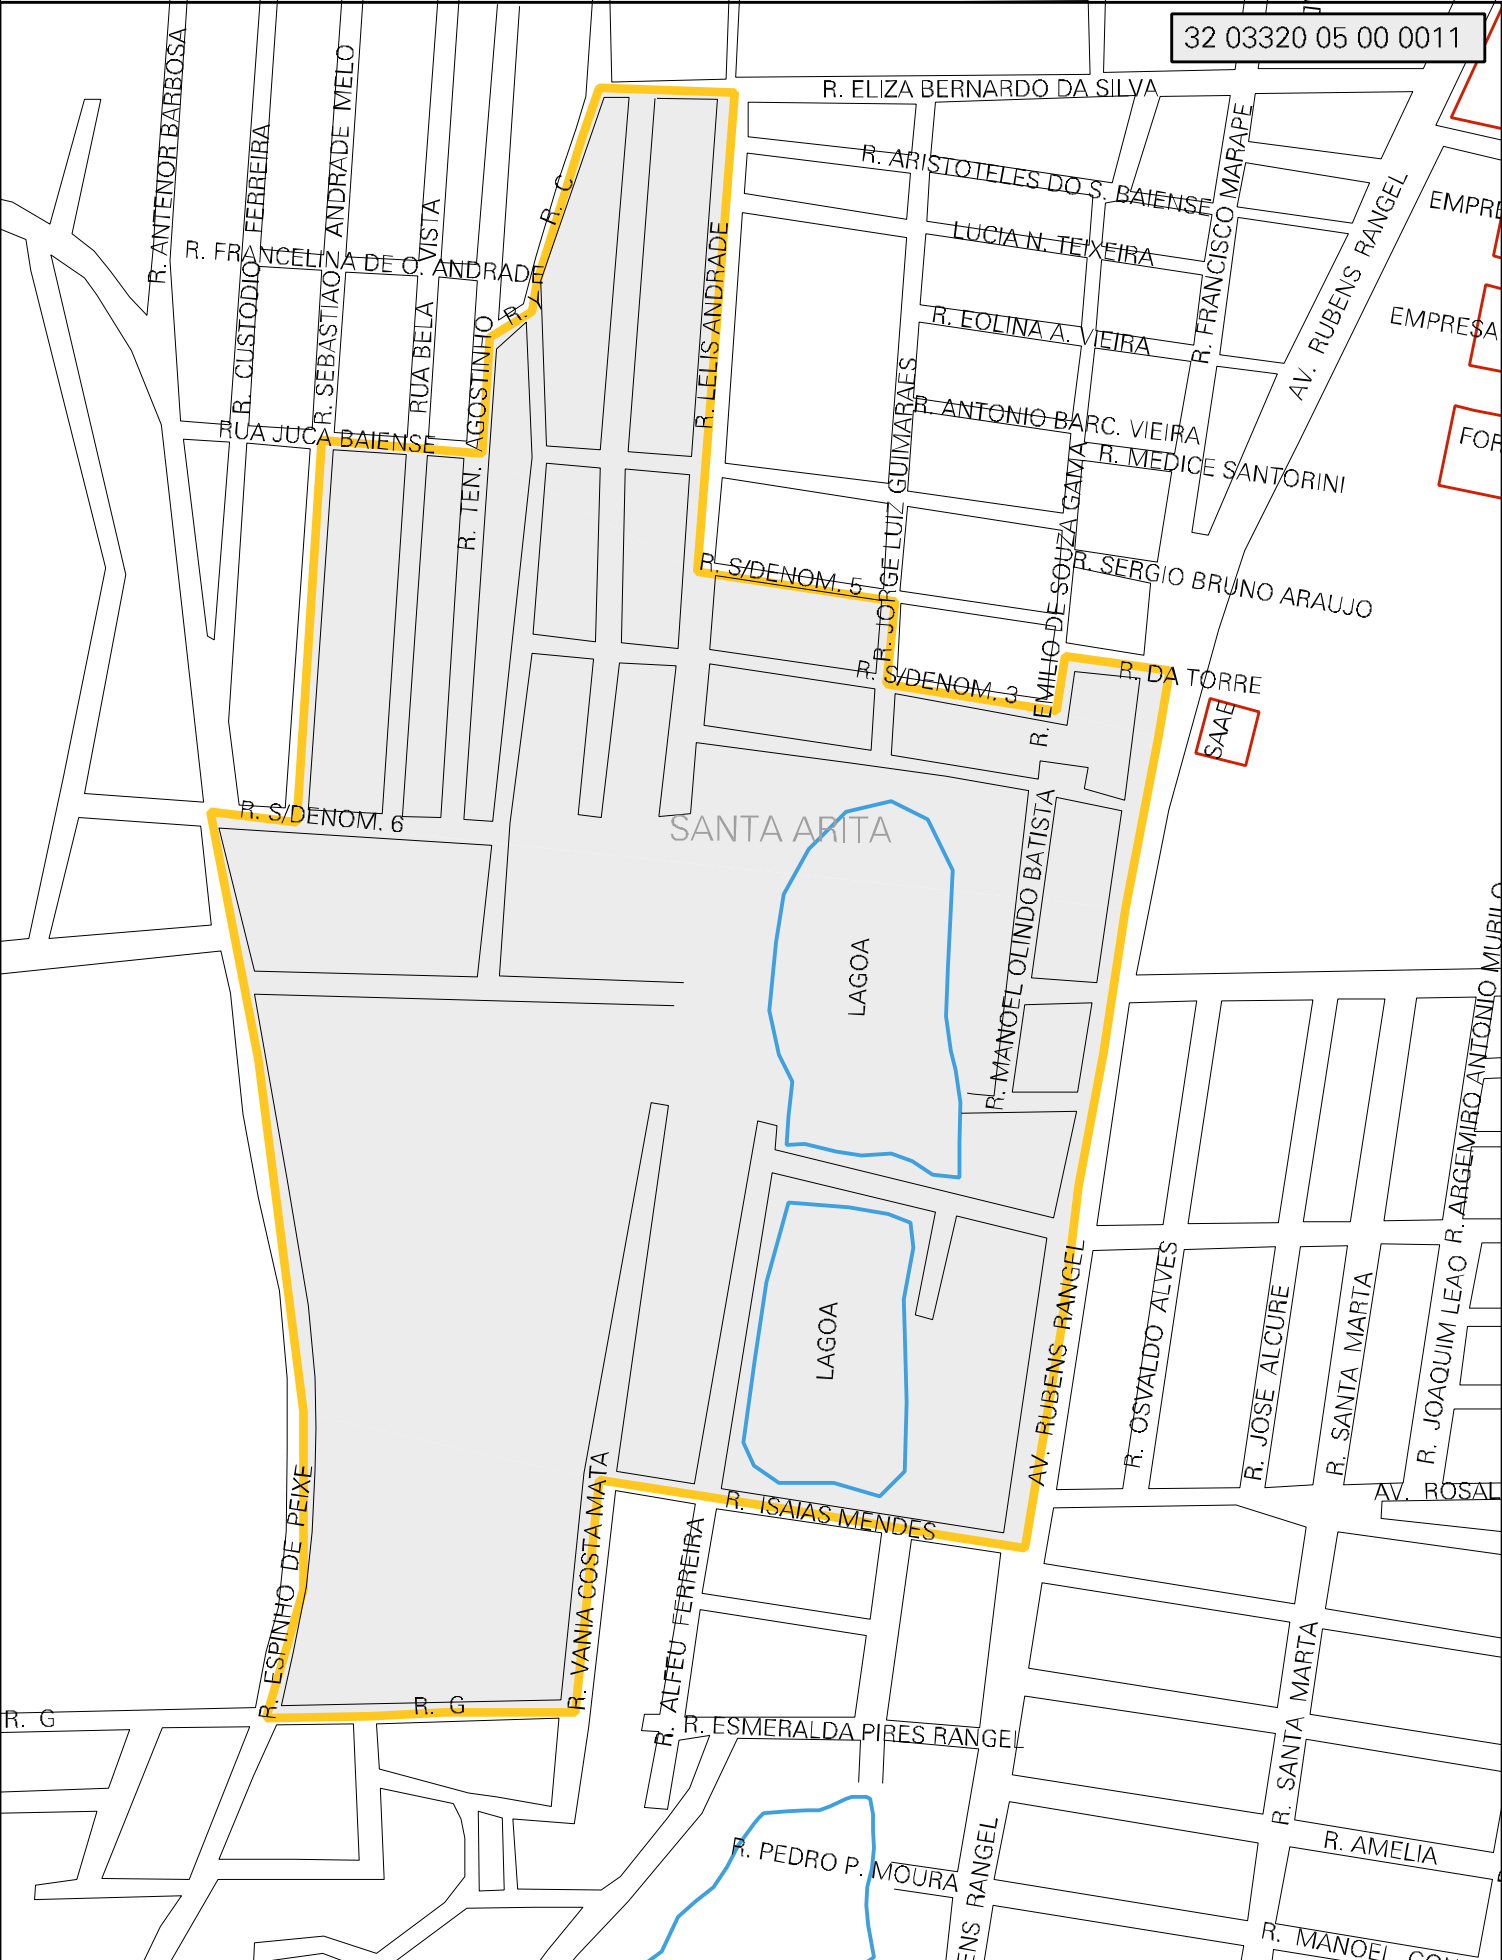 32 03320 05 00 0011
R. ELIZA BERNARDO DA SILVA
R. ANTENOR BARBOSA
R. CUSTODIO FERREIRA
R. SEBASTIAO ANDRADE MELO
RUA BELA VISTA
R. C
R. ARISTOTELES DO S. BAIENSE
R. FRANCISCO MARAPE
AV. RUBENS RANGEL
EMPRE
R. FRANCELINA DE O. ANDRADE
LUCIA N. TEIXEIRA
R. LELIS ANDRADE
R. EOLINA A. VIEIRA
EMPRESA
R. TEN. AGOSTINHO
R. JORGE LUIZ GUIMARAES
R. ANTONIO BARC. VIEIRA
RUA JUCA BAIENSE
FOR
R. MEDICE SANTORINI
R. EMILIO DE SOUZA GAMA
R. S/DENOM. 5
R. SERGIO BRUNO ARAUJO
R. S/DENOM. 3
R. DA TORRE
SAAE
R. S/DENOM. 6
SANTA ARITA
R. MANOEL OLINDO BATISTA
LAGOA
R. ARGEMIRO ANTONIO MURILO
LAGOA
AV. RUBENS RANGEL
R. OSVALDO ALVES
R. JOSE ALCURE
R. SANTA MARTA
R. JOAQUIM LEAO
AV. ROSAL
R. ISAIAS MENDES
R. ESPINHO DE PEIXE
R. VANIA COSTA MATA
R. ALFEU FERREIRA
R. G
R. G
R. ESMERALDA PIRES RANGEL
R. SANTA MARTA
R. AMELIA
R. PEDRO P. MOURA
ENS RANGEL
R. MANOEL